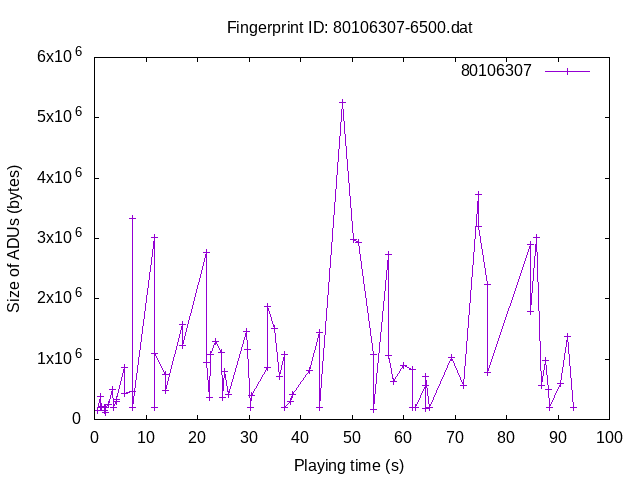 Fingerprint ID: 80106307-6500.dat
80106307
6x10^6
5x10^6
4x10^6
3x10^6
2x10^6
1x10^6
0
Size of ADUs (bytes)
0 10 20 30 40 50 60 70 80 90 100
Playing time (s)